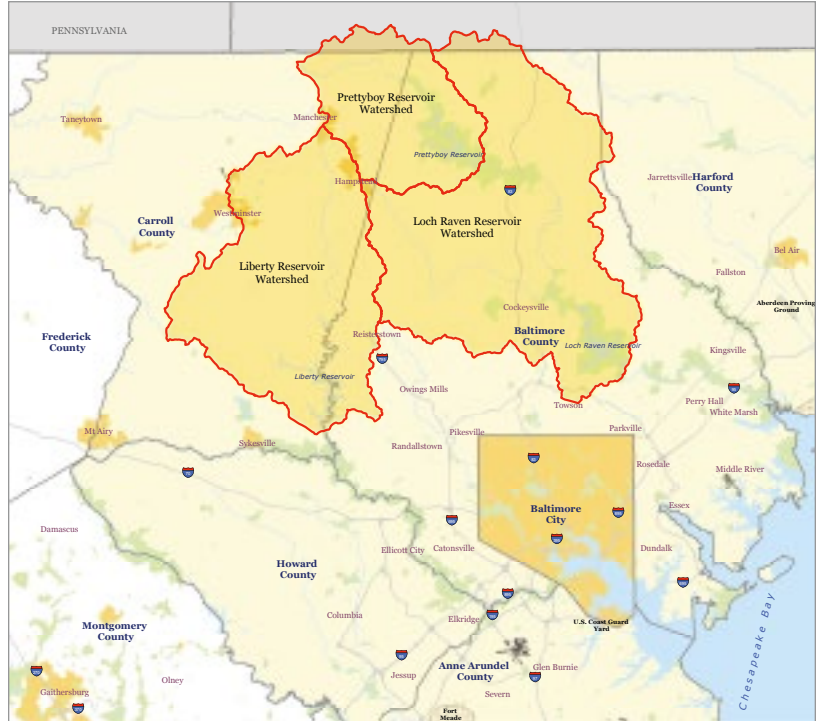 PENNSYLVANIA
Prettyboy Reservoir
Watershed
Taneytown
Manchester
Prettyboy Reservoir
Jarrettsville
Harford
County
Hampstead
Westminster
Carroll
County
Loch Raven Reservoir
Watershed
Bel Air
Liberty Reservoir
Watershed
Fallston
Aberdeen Proving
Ground
Cockeysville
Frederick
County
Reisterstown
Baltimore
County
Loch Raven Reservoir
Kingsville
Liberty Reservoir
Owings Mills
Perry Hall
White Marsh
Towson
Mt Airy
Sykesville
Pikesville
Parkville
Randallstown
Rosedale
Middle River
Essex
Baltimore
City
Damascus
Ellicott City
Catonsville
Dundalk
Howard
County
Columbia
Elkridge
U.S. Coast Guard
Yard
Chesapeake Bay
Montgomery
County
Anne Arundel
County
Glen Burnie
Jessup
Olney
Gaithersburg
Severn
Fort
Meade